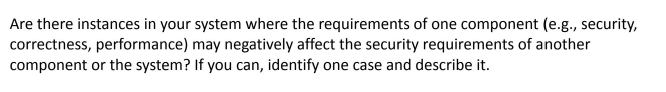 Are there instances in your system where the requirements of one component (e.g., security,
correctness, performance) may negatively affect the security requirements of another
component or the system? If you can, identify one case and describe it.